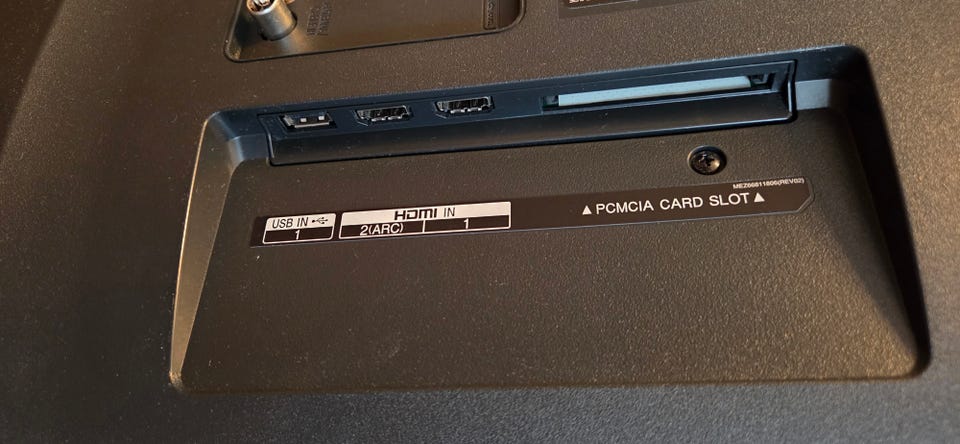 MEZ66811806(REV02)
USB IN
1
HDMI IN
2(ARC)
1
▲PCMCIA CARD SLOT▲